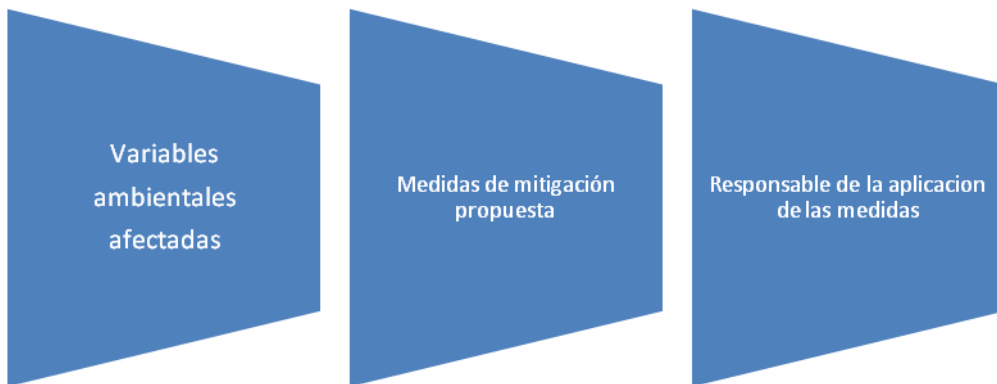 Variables
ambientales
afectadas
Medidas de mitigación
propuesta
Responsable de la aplicacion
de las medidas